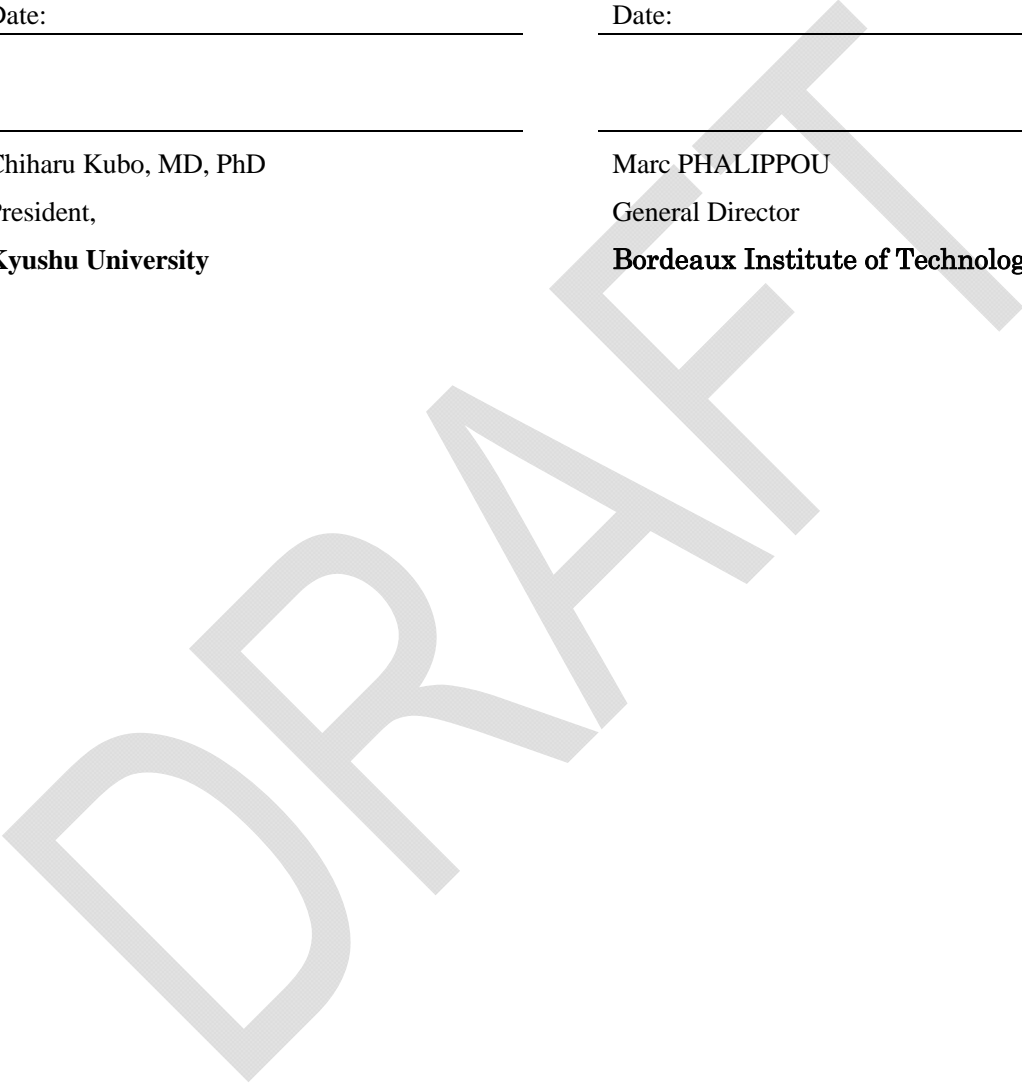 Date:
Chiharu Kubo, MD, PhD
President,
Kyushu University
Date:
Marc PHALIPPOU
General Director
Bordeaux Institute of Technolog
DRAFT